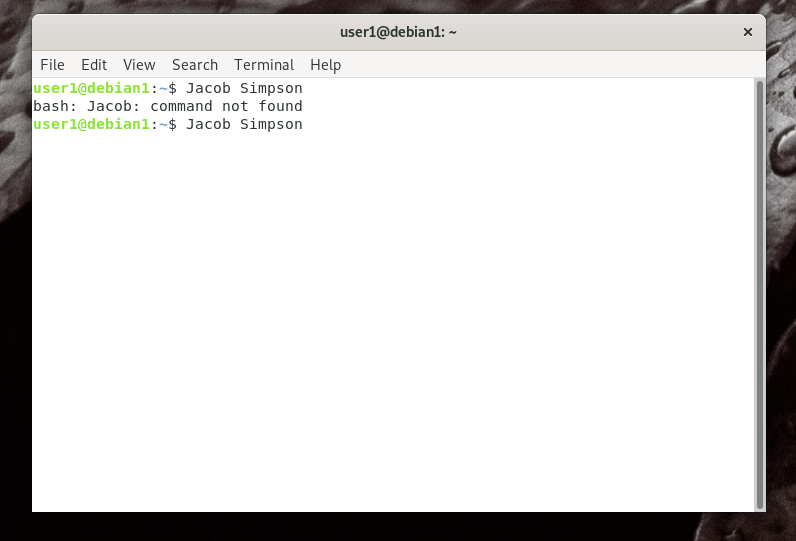 user1@debian1: ~
File Edit View Search Terminal Help
user1@debian1:~$ Jacob Simpson
bash: Jacob: command not found
user1@debian1:~$ Jacob Simpson